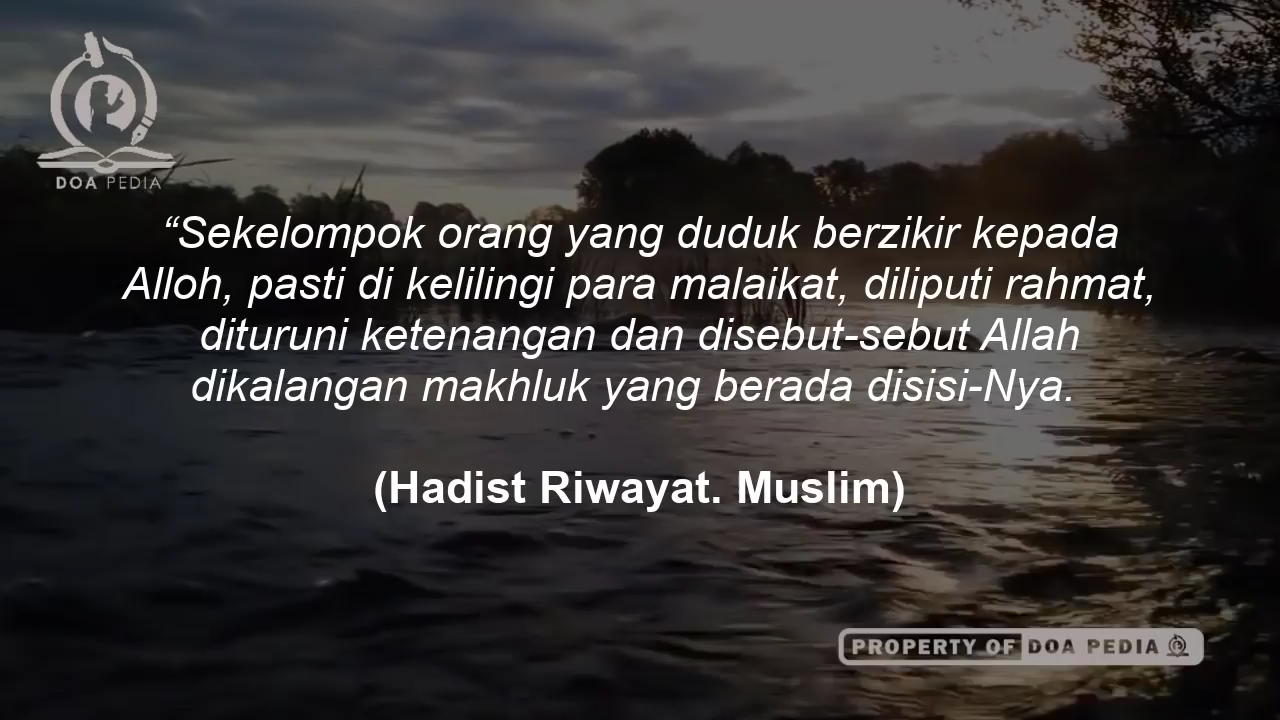 DOA PEDIA
“Sekelompok orang yang duduk berzikir kepada
Alloh, pasti di kelilingi para malaikat, diliputi rahmat,
dituruni ketenangan dan disebut-sebut Allah
dikalangan makhluk yang berada disisi-Nya.
(Hadist Riwayat. Muslim)
PROPERTY OF DOA PEDIA